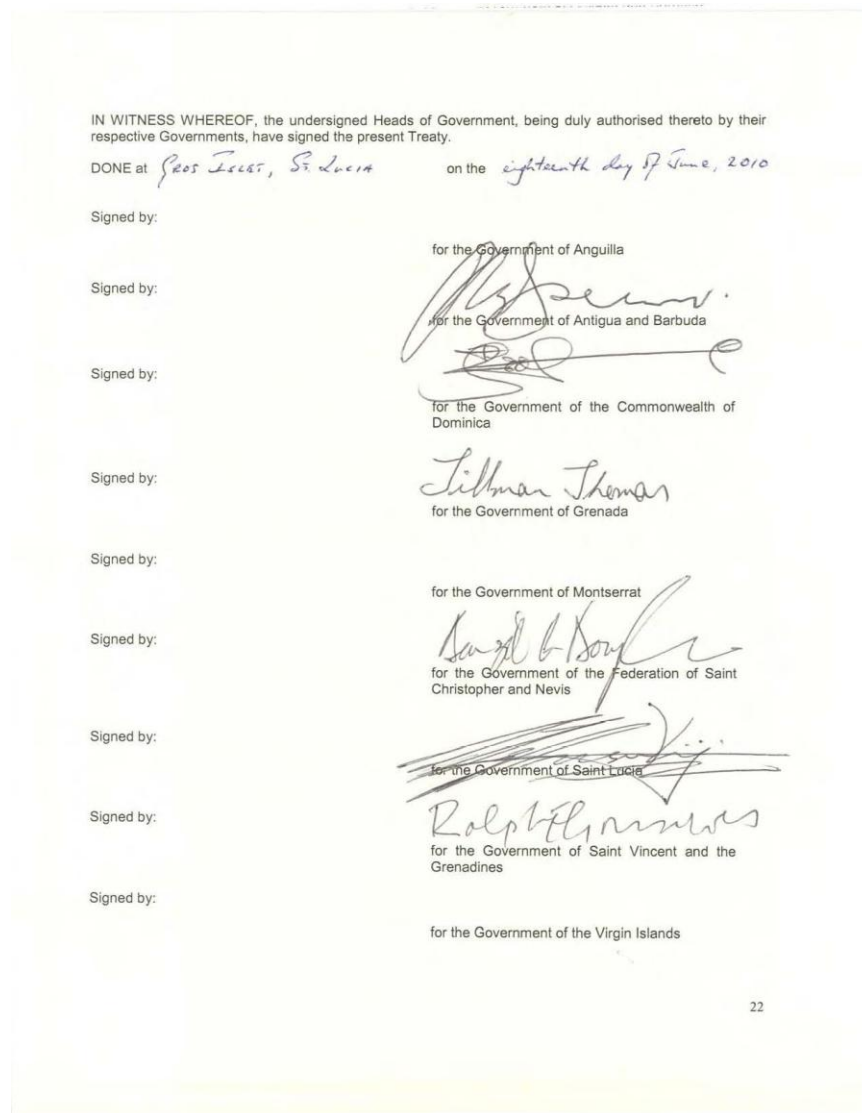 IN WITNESS WHEREOF, the undersigned Heads of Government, being duly authorised thereto by their
respective Governments, have signed the present Treaty.
DONE at Gros Islet, St. Lucia on the eighteenth day of June, 2010
Signed by:
for the Government of Anguilla
Signed by:
for the Government of Antigua and Barbuda
Signed by:
for the Government of the Commonwealth of
Dominica
Signed by:
Tillman Thomas
for the Government of Grenada
Signed by:
for the Government of Montserrat
Signed by:
for the Government of the Federation of Saint
Christopher and Nevis
Signed by:
for the Government of Saint Lucia
Signed by:
Ralph E Gonsalves
for the Government of Saint Vincent and the
Grenadines
Signed by:
for the Government of the Virgin Islands
22